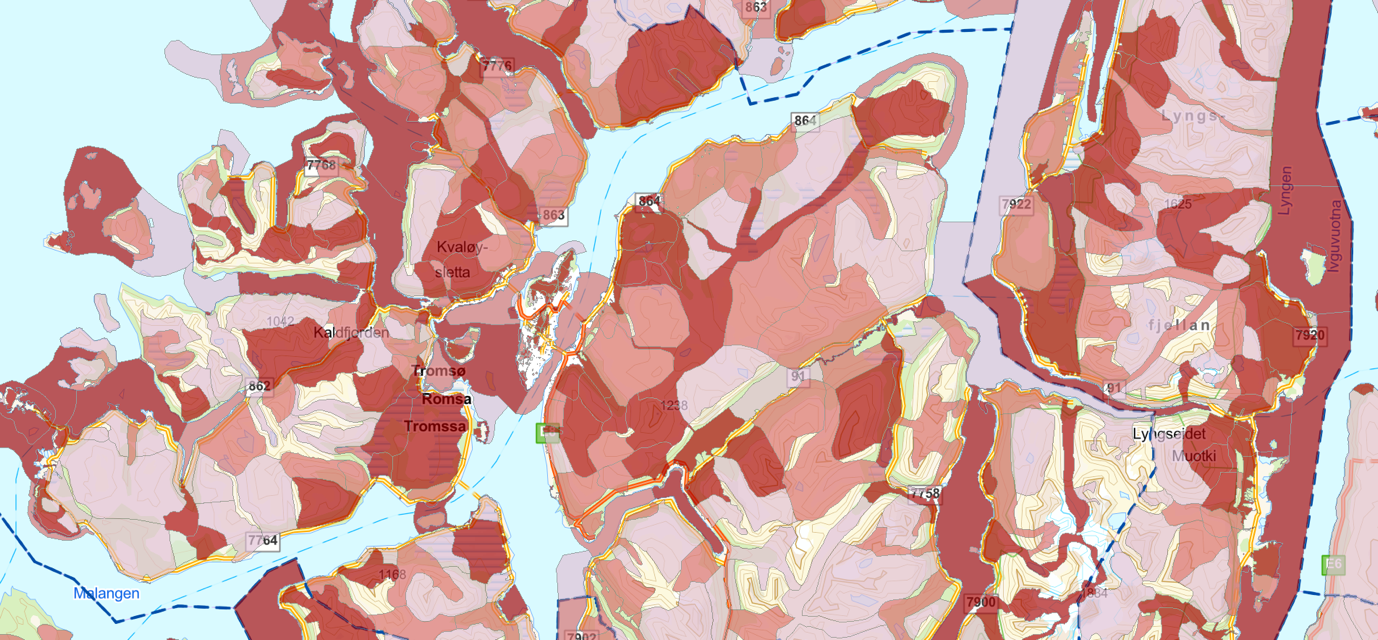 863
7776
864
Lyngs-
7768
Lyngen
864
7922
1625
863
Ivguvuotna
Kvaløy-
sletta
1042
Kaldfjorden
fjellan
7920
Tromsø
91
862
91
Romsa
1238
Tromssa
Lyngseidet
Muotki
7758
7764
E6
1168
Malangen
7900
7902